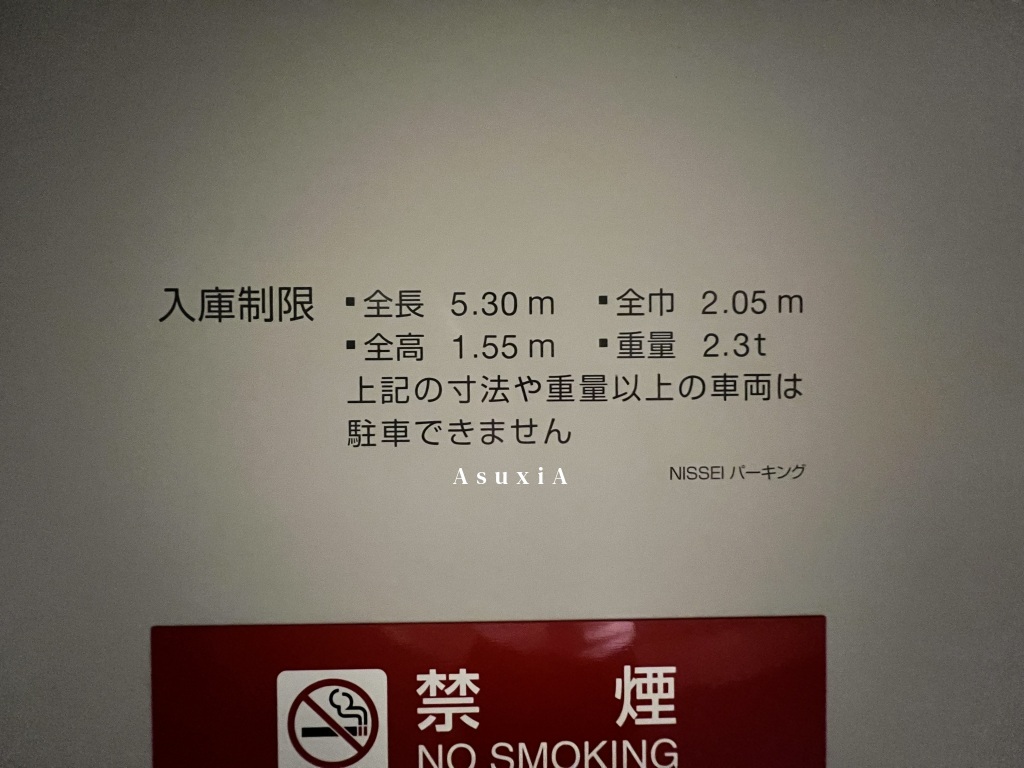 入庫制限 ▪全長 5.30 m ▪全巾 2.05 m
▪全高 1.55 m ▪重量 2.3t
上記の寸法や重量以上の車両は
駐車できません
AsuxiA
NISSEI パーキング
禁煙
NO SMOKING